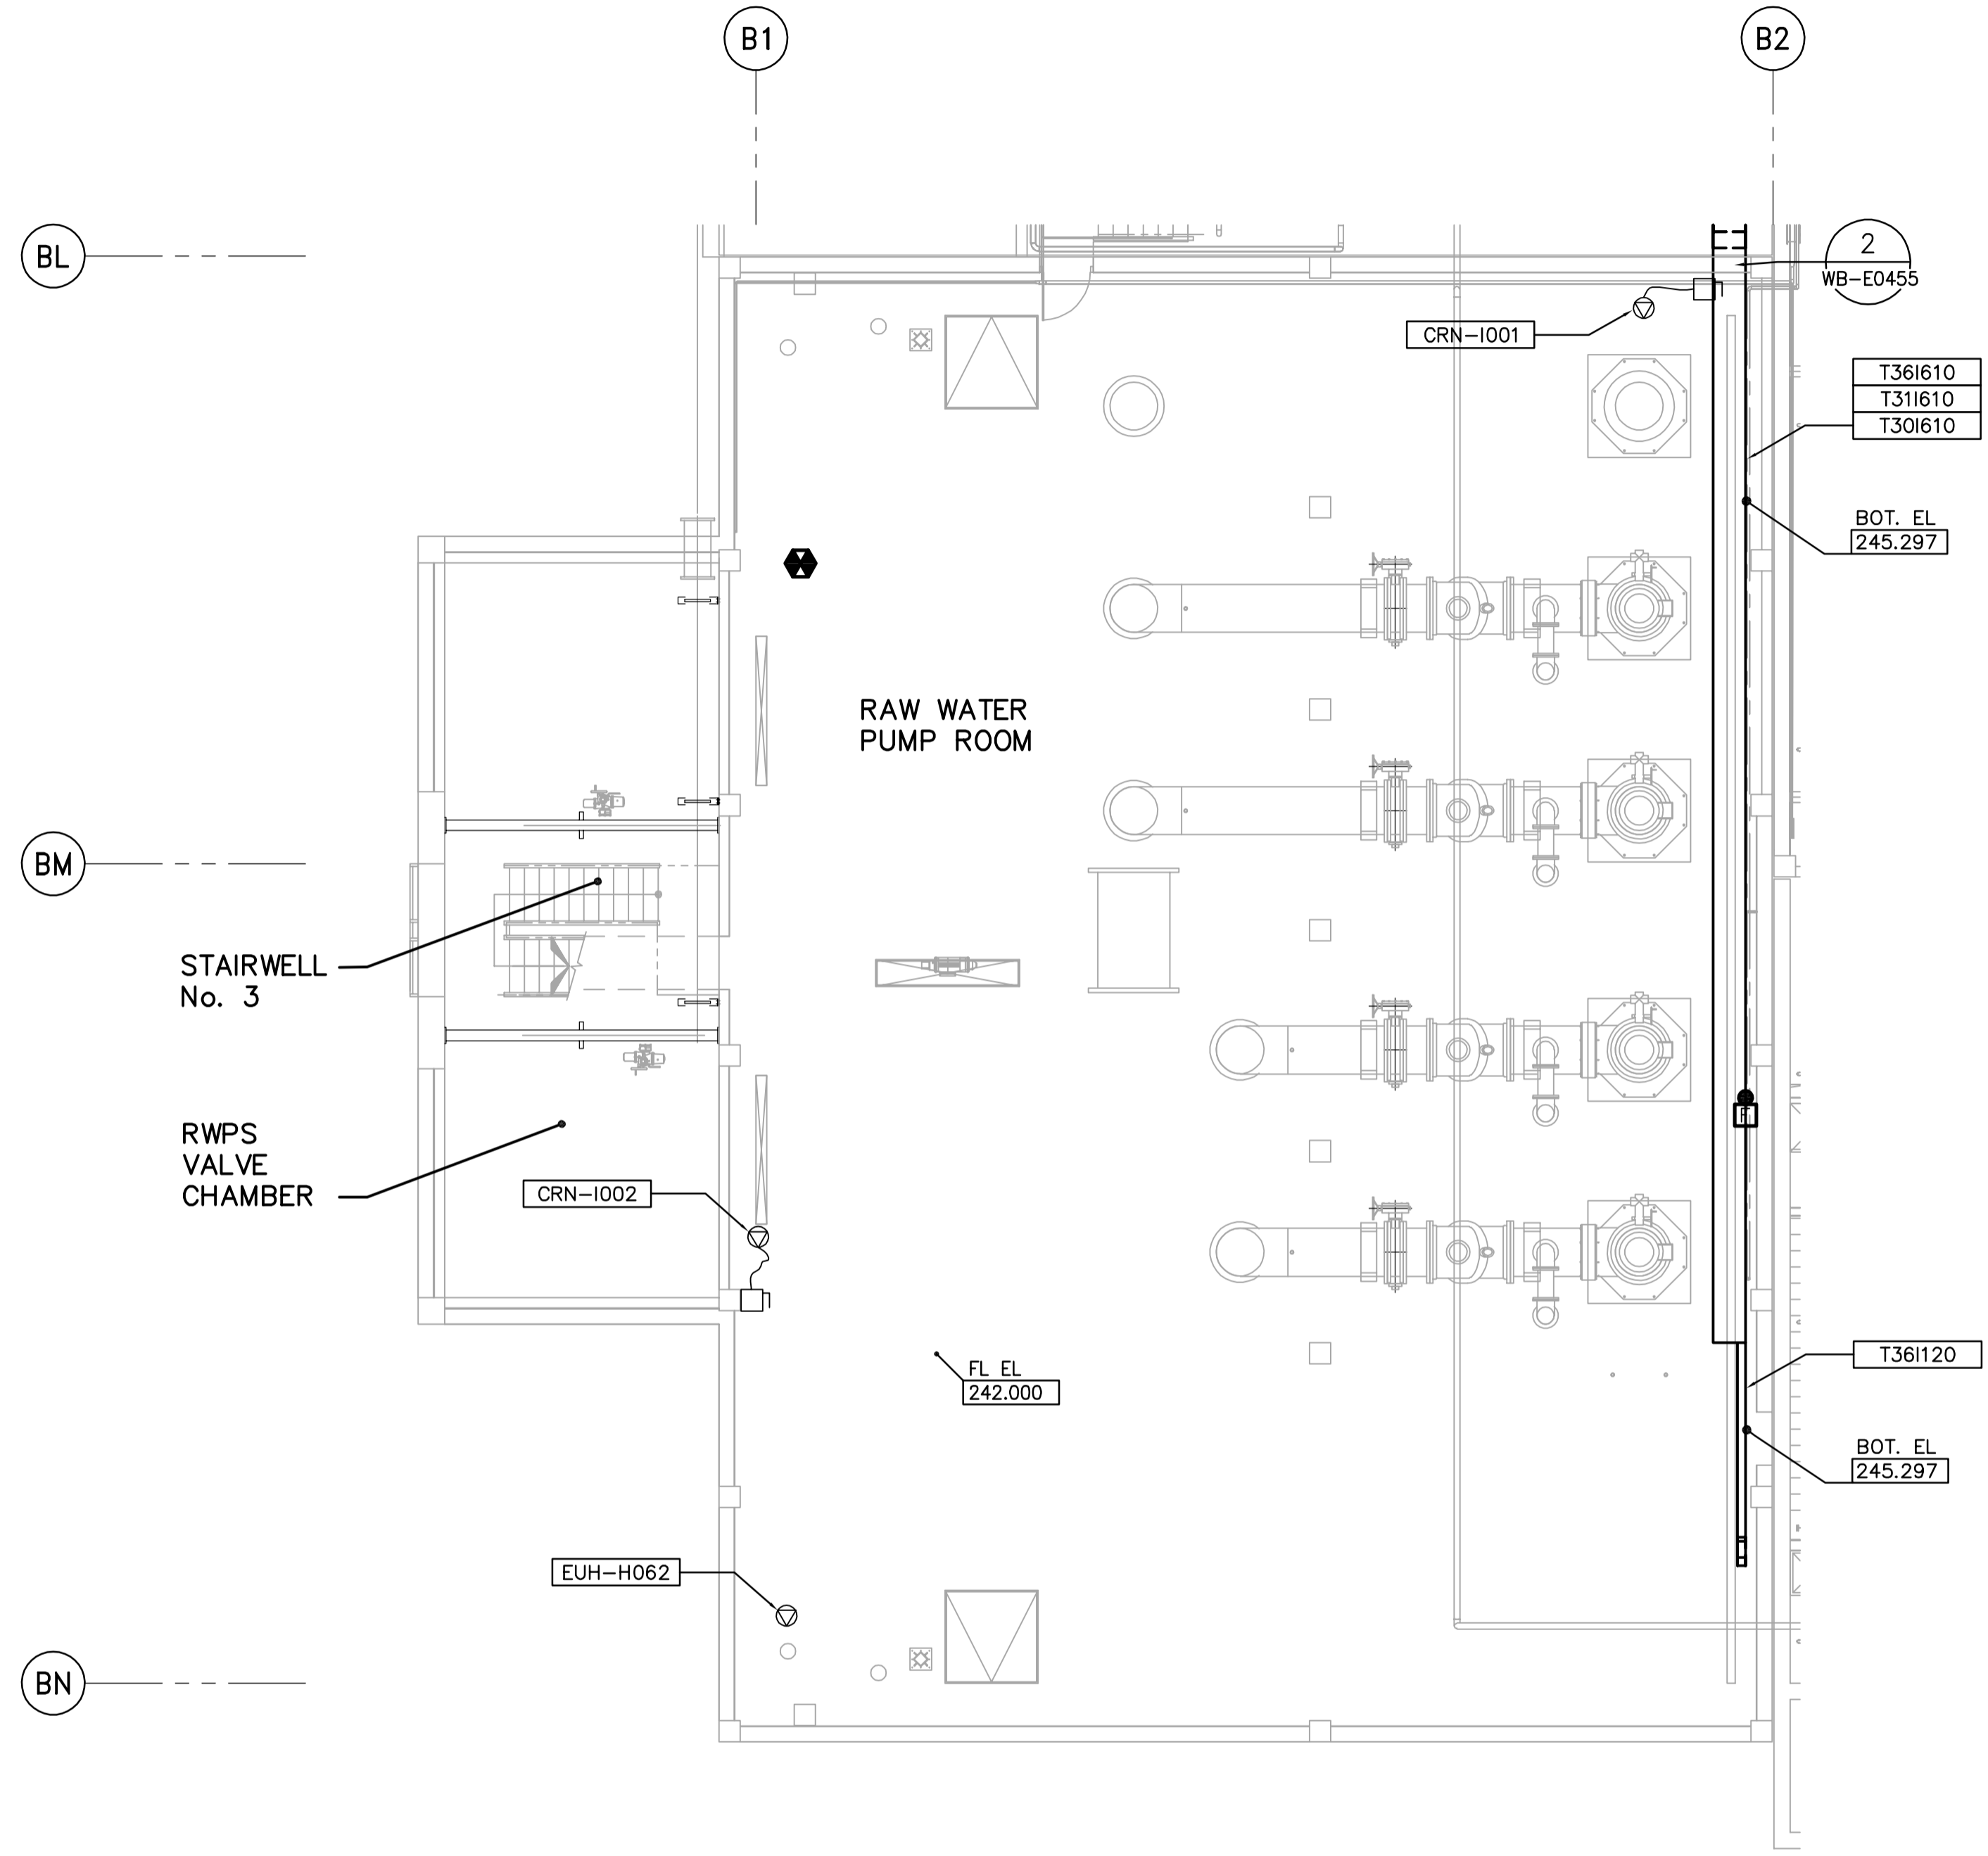 B1
B2
BL
2
WB-E0455
CRN-I001
T36I610
T31I610
T30I610
BOT. EL
245.297
RAW WATER
PUMP ROOM
BM
STAIRWELL
No. 3
F
RWPS
VALVE
CHAMBER
CRN-I002
FL EL
242.000
T36I120
BOT. EL
245.297
EUH-H062
BN